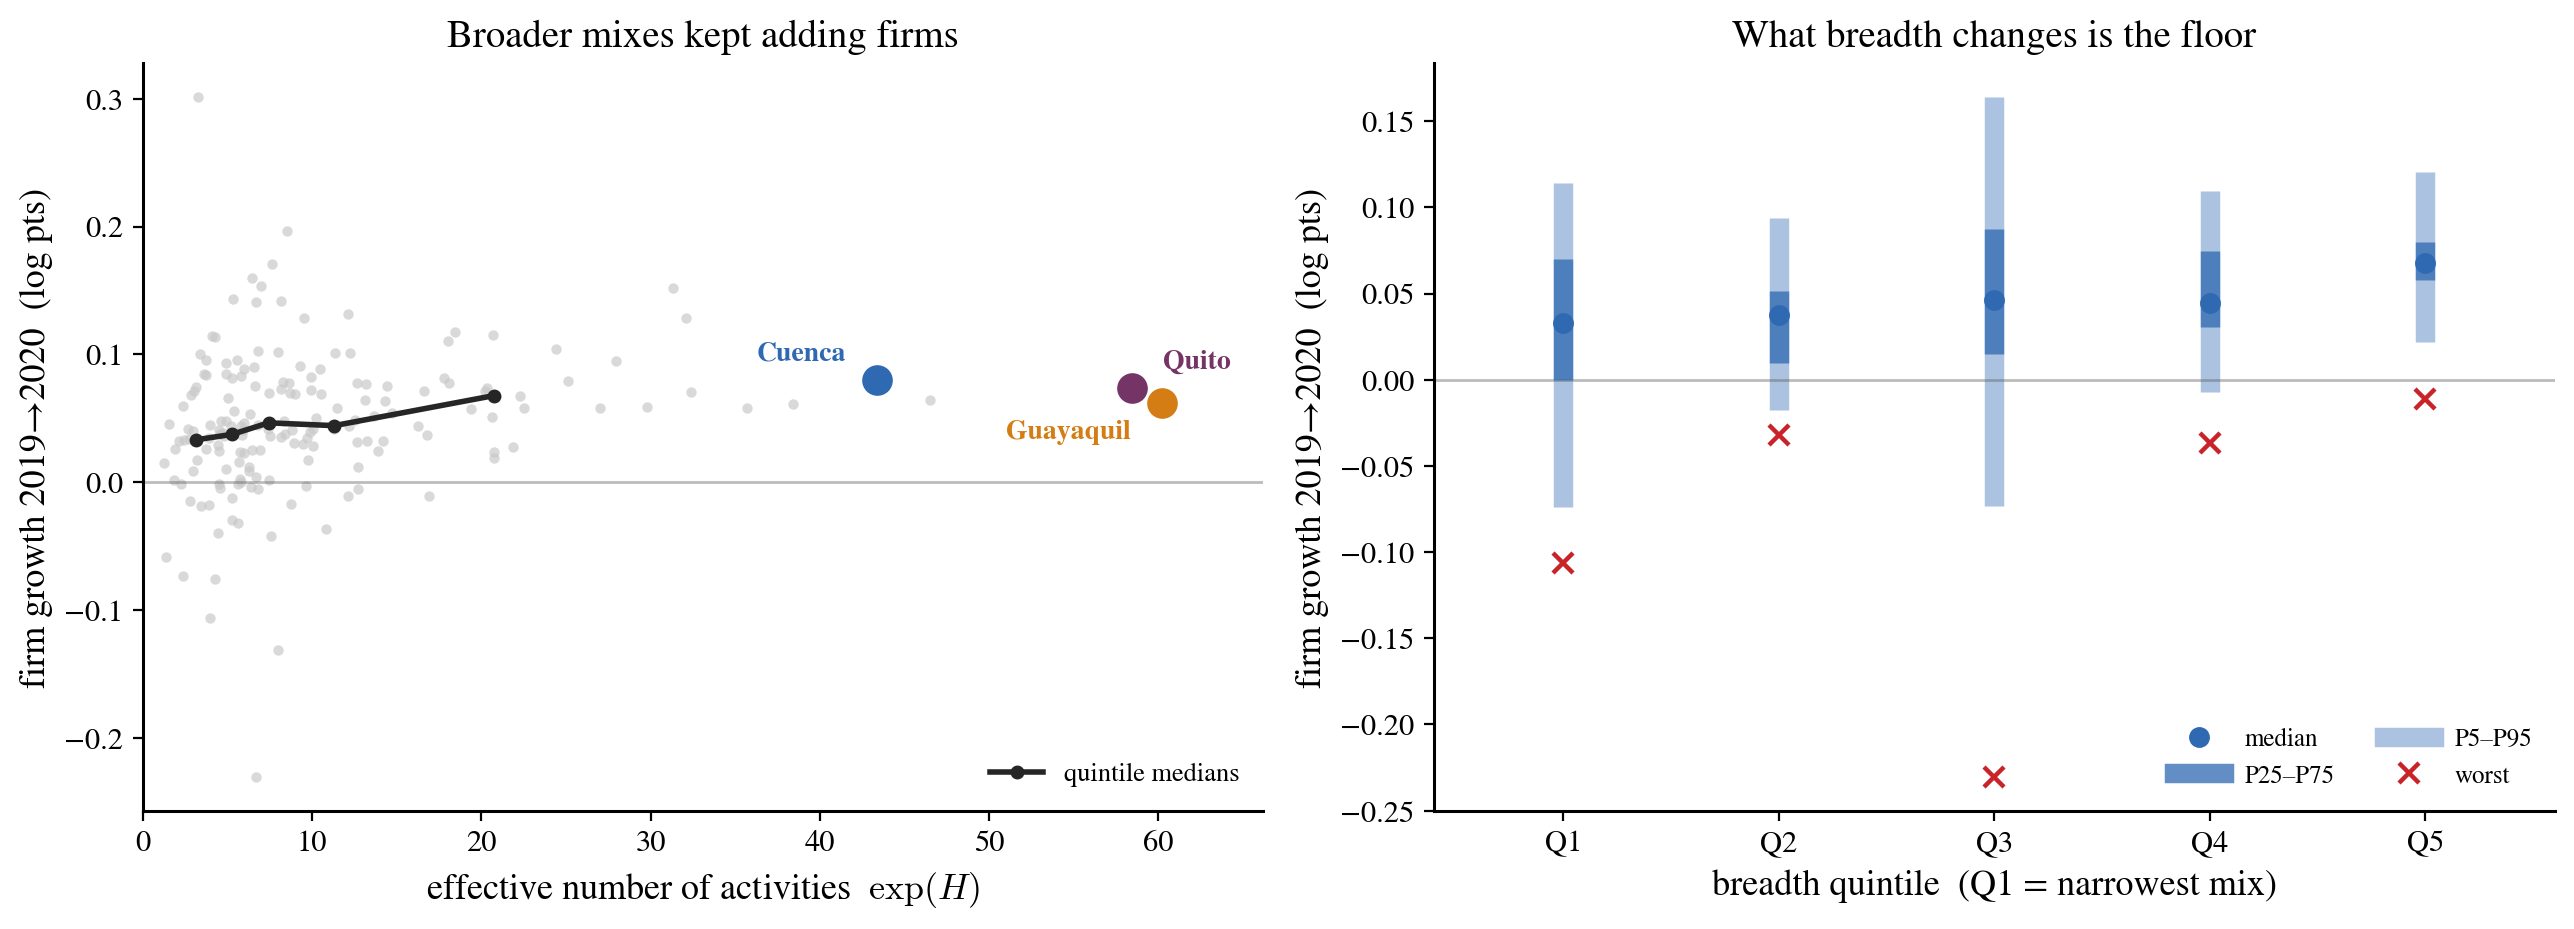 Broader mixes kept adding firms
0.3
0.2
0.1
0.0
−0.1
−0.2
firm growth 2019→2020 (log pts)
Cuenca
Quito
Guayaquil
quintile medians
0 10 20 30 40 50 60
effective number of activities exp(H)
What breadth changes is the floor
0.15
0.10
0.05
0.00
−0.05
−0.10
−0.15
−0.20
−0.25
firm growth 2019→2020 (log pts)
median
P25–P75
P5–P95
worst
Q1 Q2 Q3 Q4 Q5
breadth quintile (Q1 = narrowest mix)